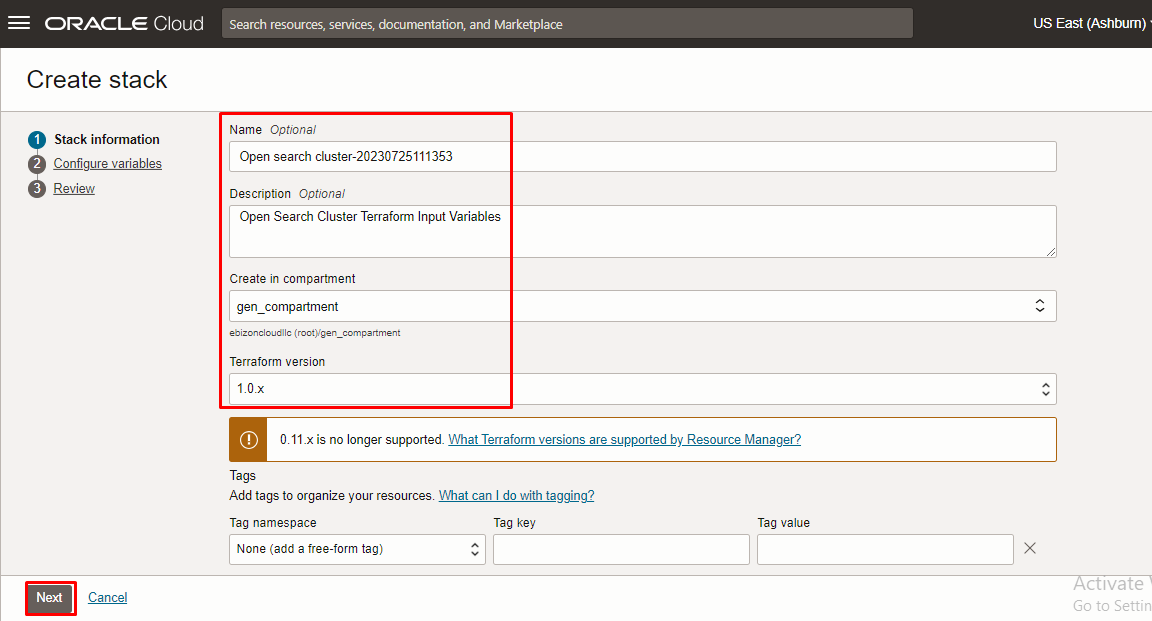 ORACLE Cloud
Search resources, services, documentation, and Marketplace
US East (Ashburn)
Create stack
1 Stack information
2 Configure variables
3 Review
Name Optional
Open search cluster-20230725111353
Description Optional
Open Search Cluster Terraform Input Variables
Create in compartment
gen_compartment
ebizoncloudllc (root)/gen_compartment
Terraform version
1.0.x
0.11.x is no longer supported. What Terraform versions are supported by Resource Manager?
Tags
Add tags to organize your resources. What can I do with tagging?
Tag namespace
Tag key
Tag value
None (add a free-form tag)
Next
Cancel
Activate
Go to